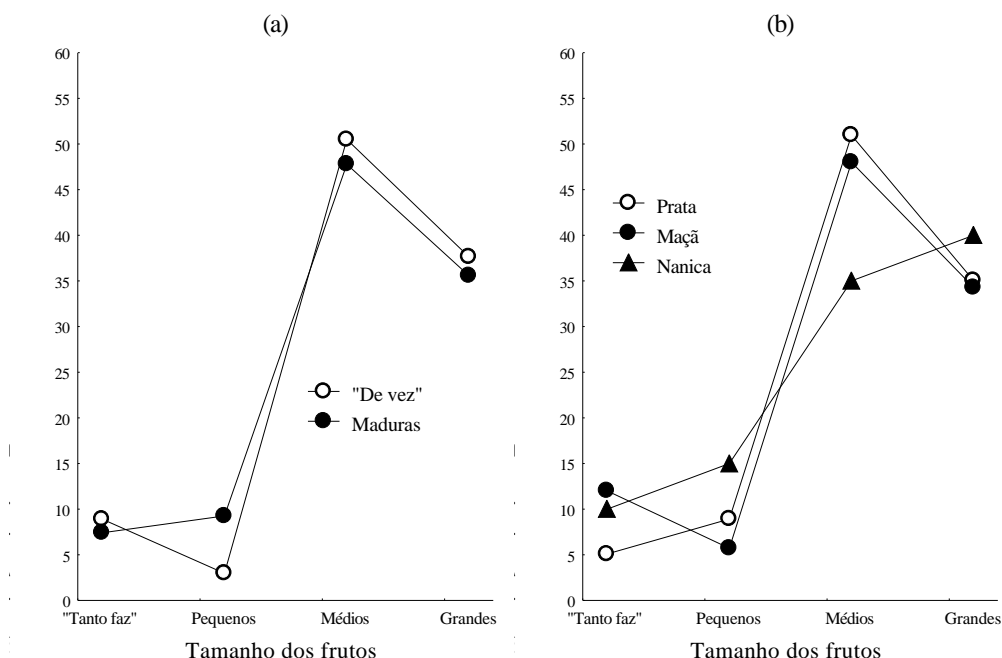 (a)
60
55
50
45
40
35
30
25
20
15
10
5
0
"De vez"
Maduras
"Tanto faz" Pequenos Médios Grandes
Tamanho dos frutos
(b)
60
55
50
45
40
35
30
25
20
15
10
5
0
Prata
Maçã
Nanica
"Tanto faz" Pequenos Médios Grandes
Tamanho dos frutos